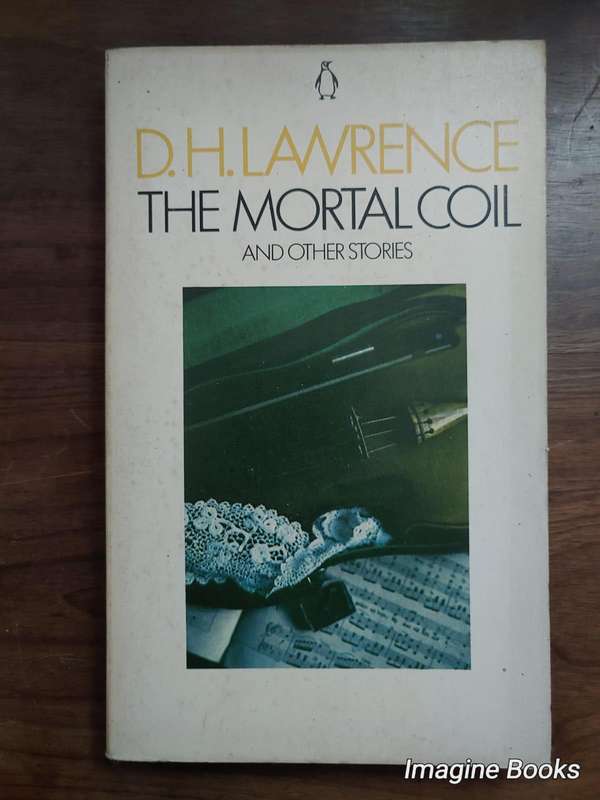 D.H.LAWRENCE
THE MORTAL COIL
AND OTHER STORIES
Imagine Books